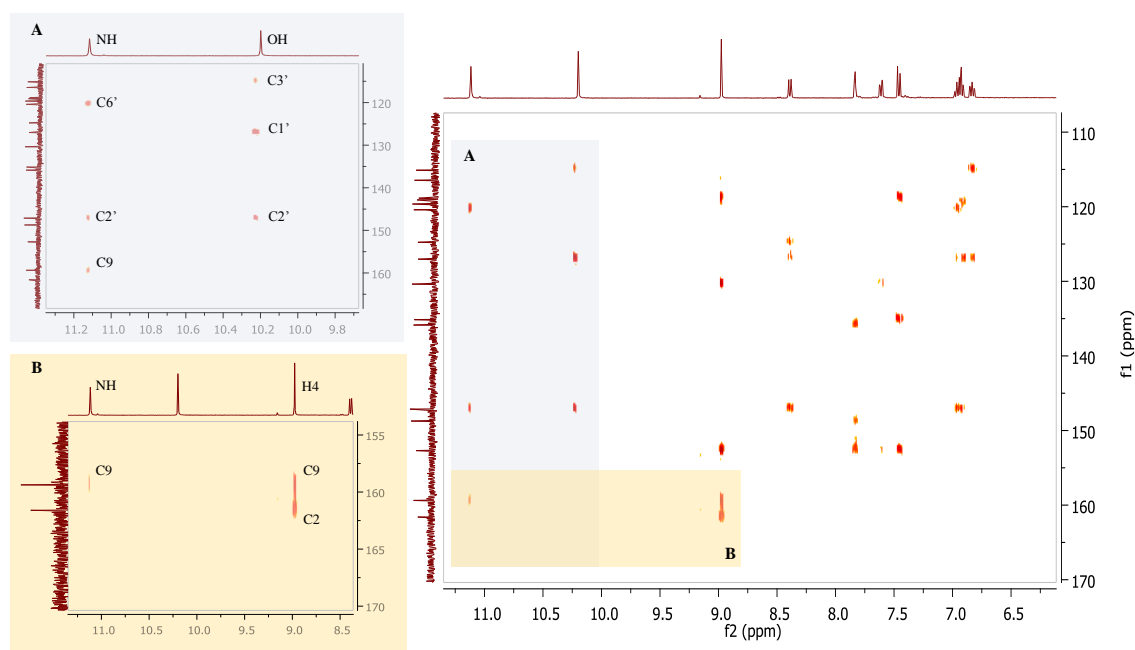 A
NH
OH
C3’
C6’
C1’
C2’
C2’
C9
120
130
140
150
160
11.2 11.0 10.8 10.6 10.4 10.2 10.0 9.8
B
NH
H4
C9
C9
C2
155
160
165
170
11.0 10.5 10.0 9.5 9.0 8.5
A
B
110
120
130
140
150
160
170
f1 (ppm)
11.0 10.5 10.0 9.5 9.0 8.5 8.0 7.5 7.0 6.5
f2 (ppm)